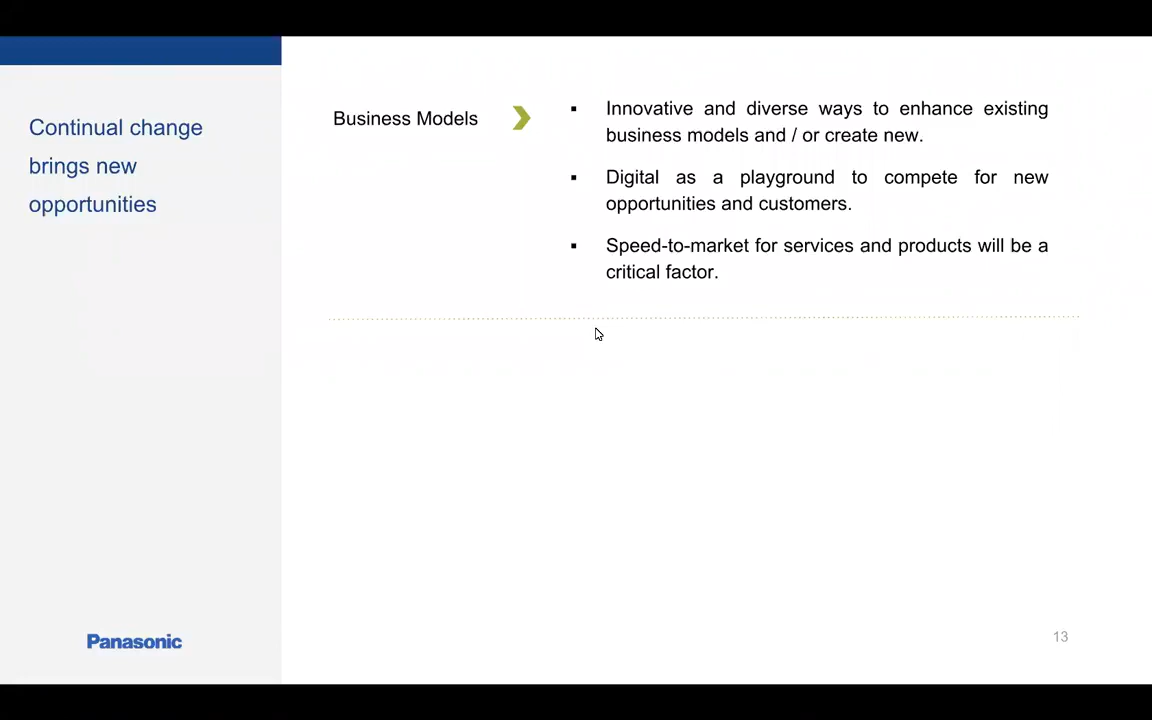 Continual change
brings new
opportunities
Business Models
▪ Innovative and diverse ways to enhance existing
business models and / or create new.
▪ Digital as a playground to compete for new
opportunities and customers.
▪ Speed-to-market for services and products will be a
critical factor.
Panasonic
13